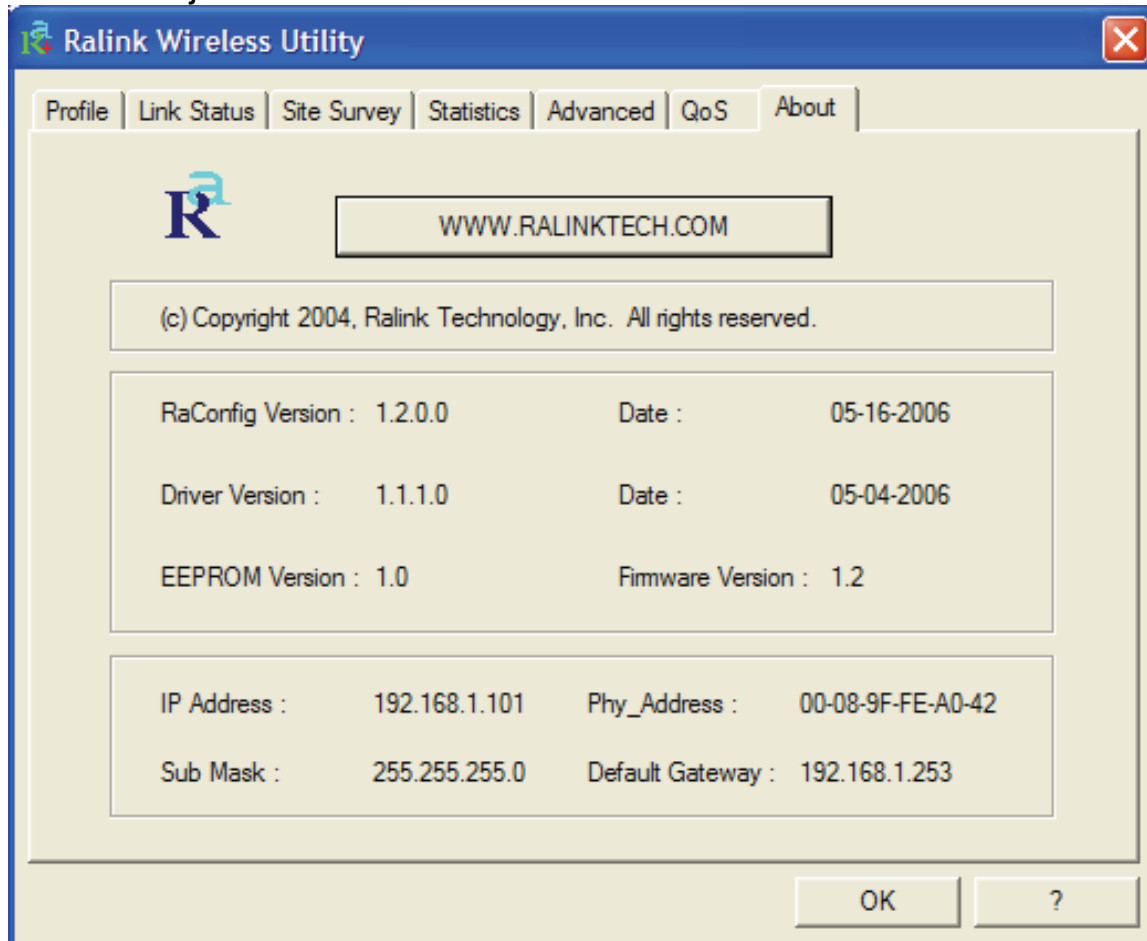 Ralink Wireless Utility
Profile Link Status Site Survey Statistics Advanced QoS About
Ra
WWW.RALINKTECH.COM
(c) Copyright 2004, Ralink Technology, Inc. All rights reserved.
RaConfig Version : 1.2.0.0 Date : 05-16-2006
Driver Version : 1.1.1.0 Date : 05-04-2006
EEPROM Version : 1.0 Firmware Version : 1.2
IP Address : 192.168.1.101 Phy_Address : 00-08-9F-FE-A0-42
Sub Mask : 255.255.255.0 Default Gateway : 192.168.1.253
OK ?